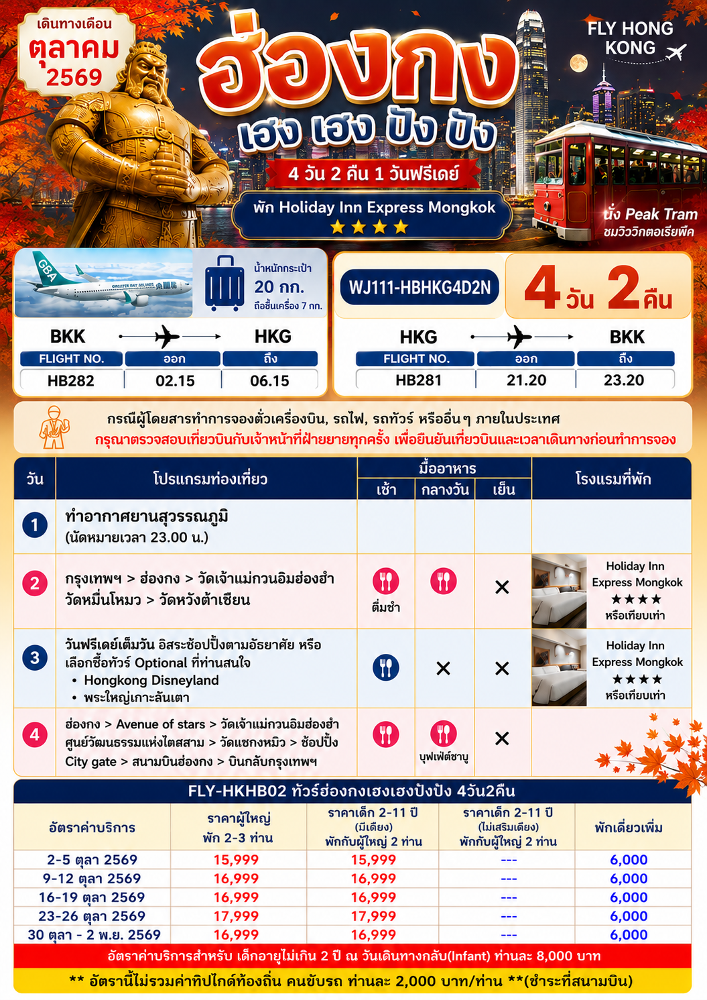 เดินทางเดือน
ตุลาคม
2569
ฮ่องกง
เฮง เฮง ปัง ปัง
4 วัน 2 คืน 1 วันฟรีเดย์
พัก Holiday Inn Express Mongkok
FLY HONG
KONG
นั่ง Peak Tram
ชมวิววิกตอเรียพีค
GBA
GREATER BAY AIRLINES
น้ำหนักกระเป๋า
20 กก.
ถือขึ้นเครื่อง 7 กก.
BKK HKG
FLIGHT NO. ออก ถึง
HB282 02.15 06.15
WJ111-HBHKG4D2N
4 วัน 2 คืน
HKG BKK
FLIGHT NO. ออก ถึง
HB281 21.20 23.20
กรณีผู้โดยสารทำการจองตั่วเครื่องบิน, รถไฟ, รถทัวร์ หรืออื่นๆ ภายในประเทศ
กรุณาตรวจสอบเที่ยวบินกับเจ้าหน้าที่ฝ่ายยายทุกครั้ง เพื่อยืนยันเที่ยวบินและเวลาเดินทางก่อนทำการจอง
วัน โปรแกรมท่องเที่ยว มื้ออาหาร โรงแรมที่พัก
เช้า กลางวัน เย็น
1 ทำอากาศยานสุวรรณภูมิ
(นัดหมายเวลา 23.00 น.)
2 กรุงเทพฯ > ฮ่องกง > วัดเจ้าแม่กวนอิมฮ่องฮำ
วัดหมื่นโหมว > วัดหวังต้าเซียน
ติ่มซำ
Holiday Inn
Express Mongkok
★★★★
หรือเทียบเท่า
3 วันฟรีเดย์เต็มวัน อิสระช้อปปิ้งตามอัธยาศัย หรือ
เลือกซื้อทัวร์ Optional ที่ท่านสนใจ
• Hongkong Disneyland
• พระใหญ่เกาะลันเตา
Holiday Inn
Express Mongkok
★★★★
หรือเทียบเท่า
4 ฮ่องกง > Avenue of stars > วัดเจ้าแม่กวนอิมฮ่องฮำ
ศูนย์วัฒนธรรมแห่งไตสสาม > วัดแชกงหมิว > ช้อปปิ้ง
City gate > สนามบินฮ่องกง > บินกลับกรุงเทพฯ
บุฟเฟ่ต์ชาบู
FLY-HKHB02 ทัวร์ฮ่องกงเฮงเฮงปังปัง 4วัน2คืน
อัตราค่าบริการ
ราคาผู้ใหญ่
พัก 2-3 ท่าน
ราคาเด็ก 2-11 ปี
(มีเตียง)
พักกับผู้ใหญ่ 2 ท่าน
ราคาเด็ก 2-11 ปี
(ไม่เสริมเตียง)
พักกับผู้ใหญ่ 2 ท่าน
พักเดี่ยวเพิ่ม
2-5 ตุลา 2569 15,999 15,999 --- 6,000
9-12 ตุลา 2569 16,999 16,999 --- 6,000
16-19 ตุลา 2569 16,999 16,999 --- 6,000
23-26 ตุลา 2569 17,999 17,999 --- 6,000
30 ตุลา - 2 พ.ย. 2569 16,999 16,999 --- 6,000
อัตราค่าบริการสำหรับ เด็กอายุไม่เกิน 2 ปี ณ วันเดินทางกลับ(Infant) ท่านละ 8,000 บาท
** อัตรานี้ไม่รวมค่าทิปไกด์ท้องถิ่น คนขับรถ ท่านละ 2,000 บาท/ท่าน **(ชำระที่สนามบิน)